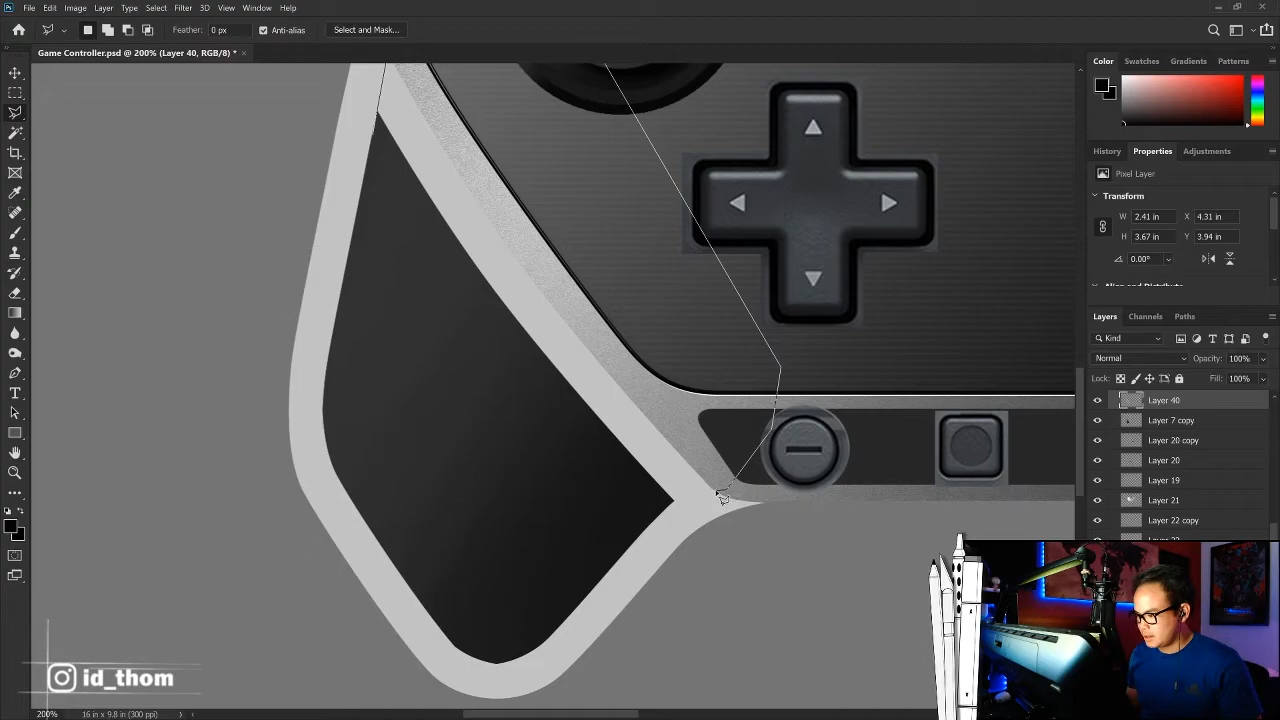 Ps File Edit Image Layer Type Select Filter 3D View Window Help
Feather: 0 px Anti-alias Select and Mask...
Game Controller.psd @ 200% (Layer 40, RGB/8) * ×
Color Swatches Gradients Patterns
History Properties Adjustments
Pixel Layer
Transform
W 2.41 in X 4.31 in
H 3.67 in Y 3.94 in
0.00°
Align and Distribute
Layers Channels Paths
Kind
Normal Opacity: 100%
Lock: Fill: 100%
Layer 40
Layer 7 copy
Layer 20 copy
Layer 20
Layer 19
Layer 21
Layer 22 copy
id_thom
200% 16 in x 9.8 in (300 ppi)